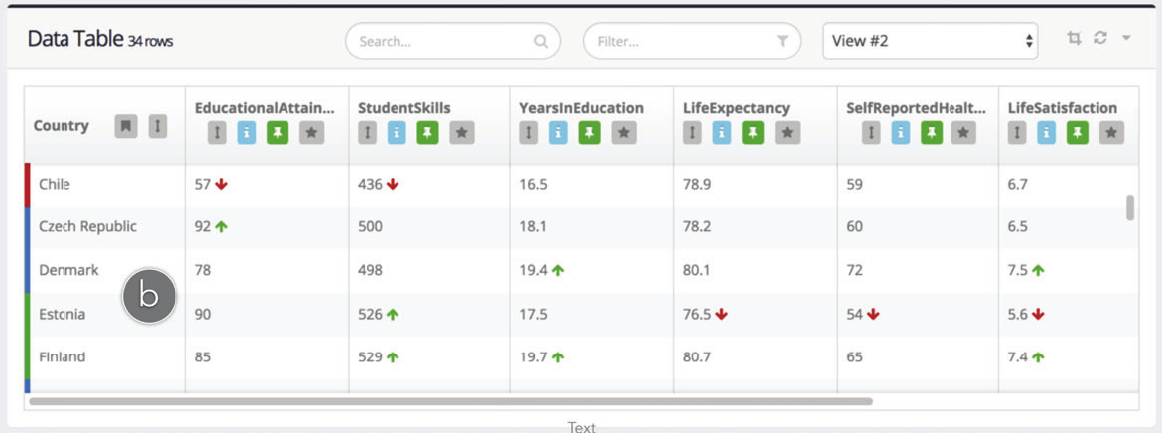 Data Table 34 rows Search... Filter... View #2
Country EducationalAttain... StudentSkills YearsInEducation LifeExpectancy SelfReportedHealt... LifeSatisfaction
Chile 57 436 16.5 78.9 59 6.7
Czech Republic 92 500 18.1 78.2 60 6.5
Denmark 78 498 19.4 80.1 72 7.5
b
Estonia 90 526 17.5 76.5 54 5.6
Finland 85 529 19.7 80.7 65 7.4
Text